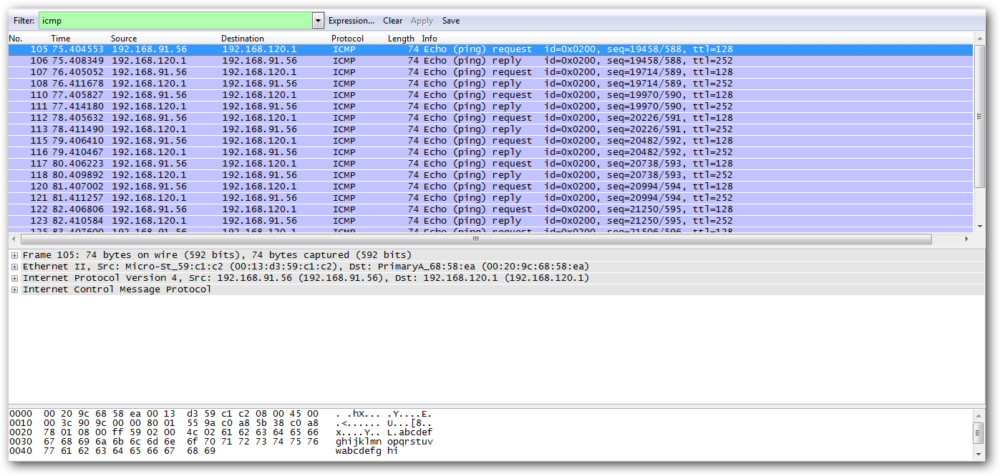 Filter: icmp Expression... Clear Apply Save
No. Time Source Destination Protocol Length Info
105 75.404553 192.168.91.56 192.168.120.1 ICMP 74 Echo (ping) request id=0x0200, seq=19458/588, ttl=128
106 75.408349 192.168.120.1 192.168.91.56 ICMP 74 Echo (ping) reply id=0x0200, seq=19458/588, ttl=252
107 76.405052 192.168.91.56 192.168.120.1 ICMP 74 Echo (ping) request id=0x0200, seq=19714/589, ttl=128
108 76.411678 192.168.120.1 192.168.91.56 ICMP 74 Echo (ping) reply id=0x0200, seq=19714/589, ttl=252
110 77.405827 192.168.91.56 192.168.120.1 ICMP 74 Echo (ping) request id=0x0200, seq=19970/590, ttl=128
111 77.414180 192.168.120.1 192.168.91.56 ICMP 74 Echo (ping) reply id=0x0200, seq=19970/590, ttl=252
112 78.405632 192.168.91.56 192.168.120.1 ICMP 74 Echo (ping) request id=0x0200, seq=20226/591, ttl=128
113 78.411490 192.168.120.1 192.168.91.56 ICMP 74 Echo (ping) reply id=0x0200, seq=20226/591, ttl=252
115 79.406410 192.168.91.56 192.168.120.1 ICMP 74 Echo (ping) request id=0x0200, seq=20482/592, ttl=128
116 79.410467 192.168.120.1 192.168.91.56 ICMP 74 Echo (ping) reply id=0x0200, seq=20482/592, ttl=252
117 80.406223 192.168.91.56 192.168.120.1 ICMP 74 Echo (ping) request id=0x0200, seq=20738/593, ttl=128
118 80.409892 192.168.120.1 192.168.91.56 ICMP 74 Echo (ping) reply id=0x0200, seq=20738/593, ttl=252
120 81.407002 192.168.91.56 192.168.120.1 ICMP 74 Echo (ping) request id=0x0200, seq=20994/594, ttl=128
121 81.411257 192.168.120.1 192.168.91.56 ICMP 74 Echo (ping) reply id=0x0200, seq=20994/594, ttl=252
122 82.406806 192.168.91.56 192.168.120.1 ICMP 74 Echo (ping) request id=0x0200, seq=21250/595, ttl=128
123 82.410584 192.168.120.1 192.168.91.56 ICMP 74 Echo (ping) reply id=0x0200, seq=21250/595, ttl=252
125 83.407600 192.168.91.56 192.168.120.1 ICMP 74 Echo (ping) request id=0x0200, seq=21506/596, ttl=128
Frame 105: 74 bytes on wire (592 bits), 74 bytes captured (592 bits)
Ethernet II, Src: Micro-St_59:c1:c2 (00:13:d3:59:c1:c2), Dst: PrimaryA_68:58:ea (00:20:9c:68:58:ea)
Internet Protocol Version 4, Src: 192.168.91.56 (192.168.91.56), Dst: 192.168.120.1 (192.168.120.1)
Internet Control Message Protocol
0000 00 20 9c 68 58 ea 00 13 d3 59 c1 c2 08 00 45 00 . .hX... .Y....E.
0010 00 3c 90 9c 00 00 80 01 55 9a c0 a8 5b 38 c0 a8 .<...... U...[8..
0020 78 01 08 00 ff 59 02 00 4c 02 61 62 63 64 65 66 x....Y.. L.abcdef
0030 67 68 69 6a 6b 6c 6d 6e 6f 70 71 72 73 74 75 76 ghijklmn opqrstuv
0040 77 61 62 63 64 65 66 67 68 69 wabcdefg hi